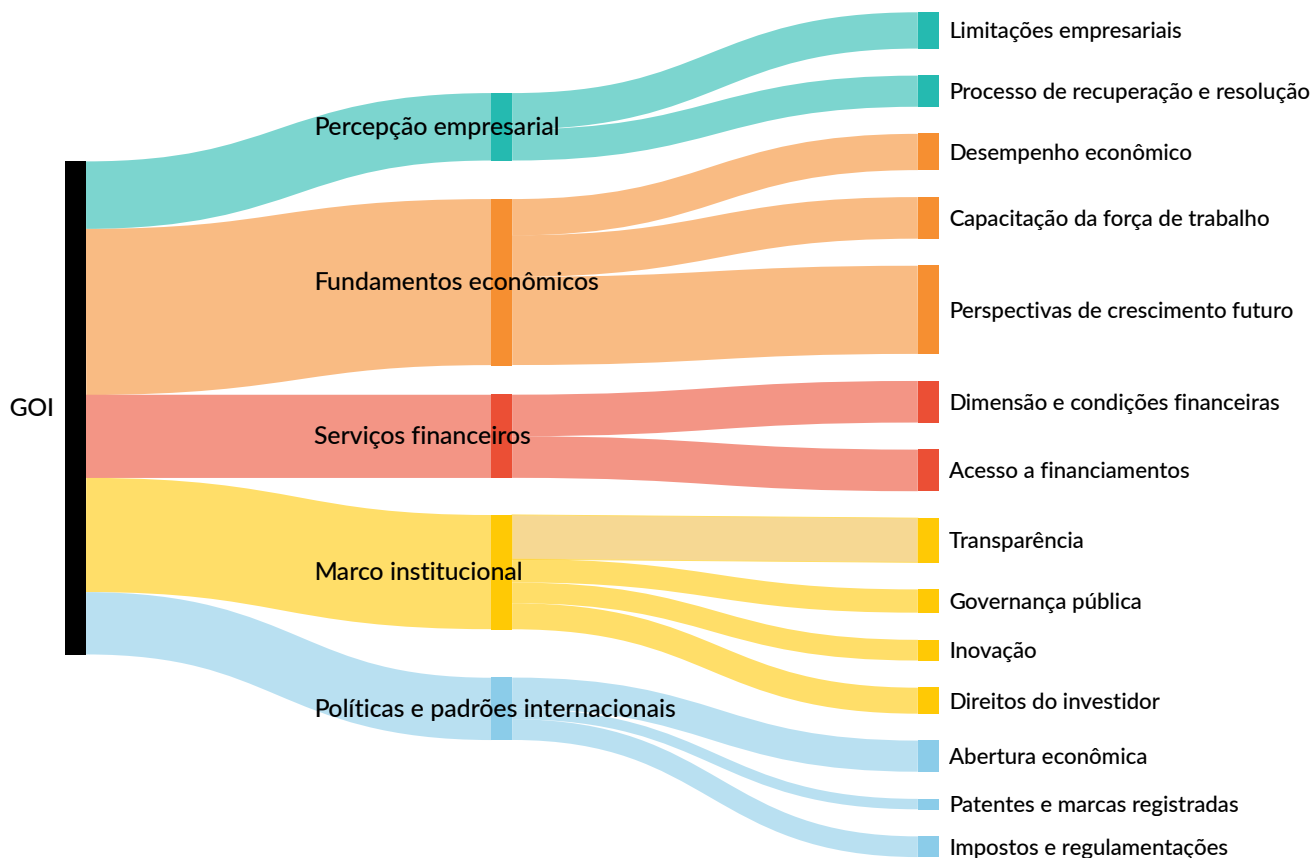 GOI
Percepção empresarial
Fundamentos econômicos
Serviços financeiros
Marco institucional
Políticas e padrões internacionais
Limitações empresariais
Processo de recuperação e resolução
Desempenho econômico
Capacitação da força de trabalho
Perspectivas de crescimento futuro
Dimensão e condições financeiras
Acesso a financiamentos
Transparência
Governança pública
Inovação
Direitos do investidor
Abertura econômica
Patentes e marcas registradas
Impostos e regulamentações